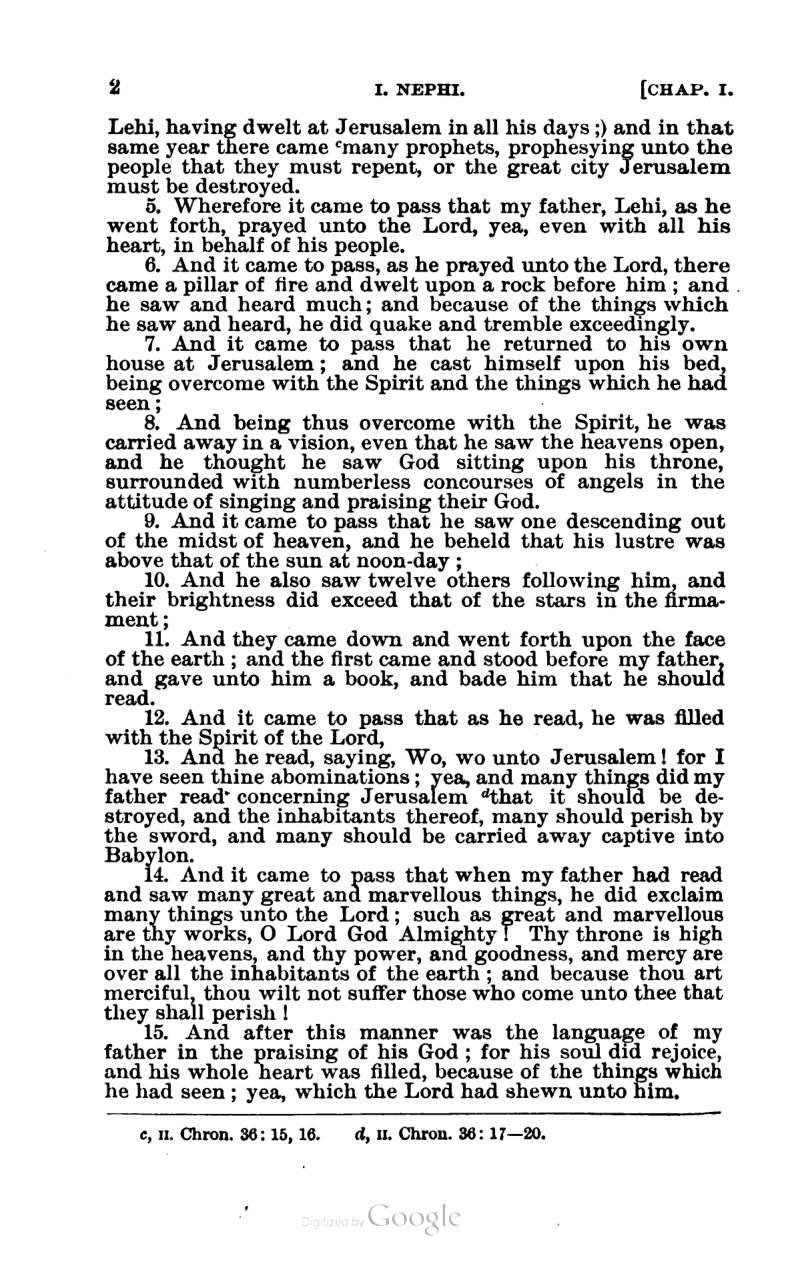 2 I. NEPHI. [CHAP. I.
Lehi, having dwelt at Jerusalem in all his days ;) and in that
same year there came ᶜmany prophets, prophesying unto the
people that they must repent, or the great city Jerusalem
must be destroyed.
5. Wherefore it came to pass that my father, Lehi, as he
went forth, prayed unto the Lord, yea, even with all his
heart, in behalf of his people.
6. And it came to pass, as he prayed unto the Lord, there
came a pillar of fire and dwelt upon a rock before him ; and
he saw and heard much ; and because of the things which
he saw and heard, he did quake and tremble exceedingly.
7. And it came to pass that he returned to his own
house at Jerusalem ; and he cast himself upon his bed,
being overcome with the Spirit and the things which he had
seen ;
8. And being thus overcome with the Spirit, he was
carried away in a vision, even that he saw the heavens open,
and he thought he saw God sitting upon his throne,
surrounded with numberless concourses of angels in the
attitude of singing and praising their God.
9. And it came to pass that he saw one descending out
of the midst of heaven, and he beheld that his lustre was
above that of the sun at noon-day ;
10. And he also saw twelve others following him, and
their brightness did exceed that of the stars in the firma-
ment ;
11. And they came down and went forth upon the face
of the earth ; and the first came and stood before my father,
and gave unto him a book, and bade him that he should
read.
12. And it came to pass that as he read, he was filled
with the Spirit of the Lord,
13. And he read, saying, Wo, wo unto Jerusalem ! for I
have seen thine abominations ; yea, and many things did my
father read concerning Jerusalem ᵈthat it should be de-
stroyed, and the inhabitants thereof, many should perish by
the sword, and many should be carried away captive into
Babylon.
14. And it came to pass that when my father had read
and saw many great and marvellous things, he did exclaim
many things unto the Lord ; such as great and marvellous
are thy works, O Lord God Almighty ! Thy throne is high
in the heavens, and thy power, and goodness, and mercy are
over all the inhabitants of the earth ; and because thou art
merciful, thou wilt not suffer those who come unto thee that
they shall perish !
15. And after this manner was the language of my
father in the praising of his God ; for his soul did rejoice,
and his whole heart was filled, because of the things which
he had seen ; yea, which the Lord had shewn unto him.
c, II. Chron. 36 : 15, 16. d, II. Chron. 36 : 17—20.
Digitized by Google